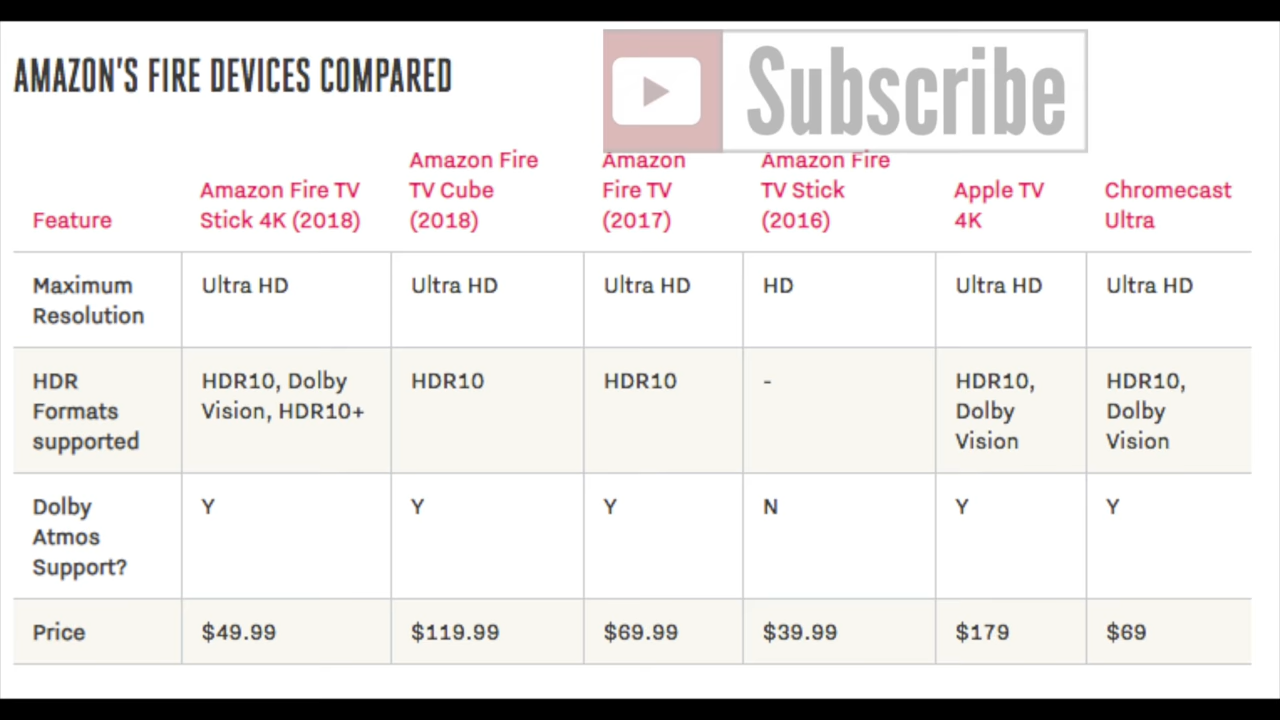 AMAZON'S FIRE DEVICES COMPARED
Subscribe
Feature
Amazon Fire TV
Stick 4K (2018)
Amazon Fire
TV Cube
(2018)
Amazon
Fire TV
(2017)
Amazon Fire
TV Stick
(2016)
Apple TV
4K
Chromecast
Ultra
Maximum
Resolution
Ultra HD
Ultra HD
Ultra HD
HD
Ultra HD
Ultra HD
HDR
Formats
supported
HDR10, Dolby
Vision, HDR10+
HDR10
HDR10
-
HDR10,
Dolby
Vision
HDR10,
Dolby
Vision
Dolby
Atmos
Support?
Y
Y
Y
N
Y
Y
Price
$49.99
$119.99
$69.99
$39.99
$179
$69